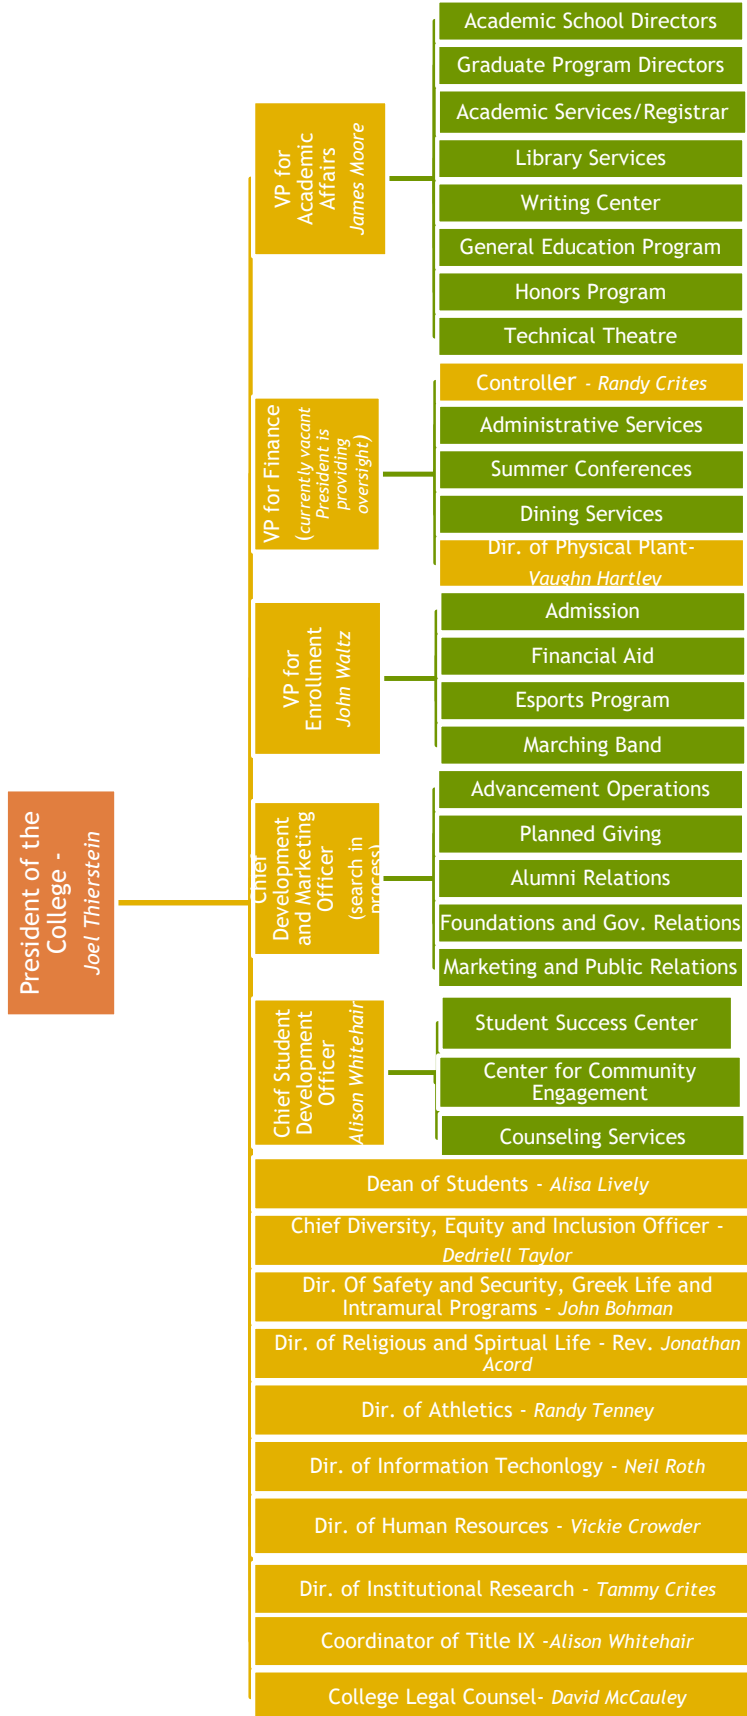 President of the
College -
Joel Thierstein
VP for
Academic
Affairs
James Moore
Academic School Directors
Graduate Program Directors
Academic Services/Registrar
Library Services
Writing Center
General Education Program
Honors Program
Technical Theatre
VP for Finance
(currently vacant
President is
providing
oversight)
Controller - Randy Crites
Administrative Services
Summer Conferences
Dining Services
Dir. of Physical Plant-
Vaughn Hartley
VP for
Enrollment
John Waltz
Admission
Financial Aid
Esports Program
Marching Band
Chief
Development
and Marketing
Officer
(search in
process)
Advancement Operations
Planned Giving
Alumni Relations
Foundations and Gov. Relations
Marketing and Public Relations
Chief Student
Development
Officer
Alison Whitehair
Student Success Center
Center for Community
Engagement
Counseling Services
Dean of Students - Alisa Lively
Chief Diversity, Equity and Inclusion Officer -
Dedriell Taylor
Dir. Of Safety and Security, Greek Life and
Intramural Programs - John Bohman
Dir. of Religious and Spirtual Life - Rev. Jonathan
Acord
Dir. of Athletics - Randy Tenney
Dir. of Information Techonlogy - Neil Roth
Dir. of Human Resources - Vickie Crowder
Dir. of Institutional Research - Tammy Crites
Coordinator of Title IX -Alison Whitehair
College Legal Counsel- David McCauley